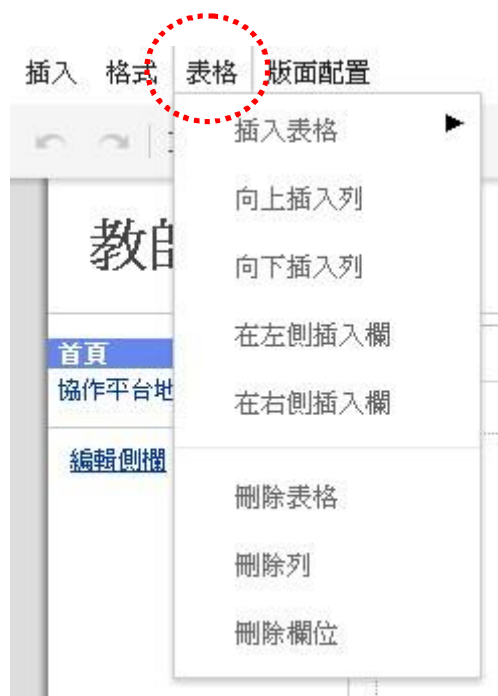 插入 格式 表格 版面配置
插入表格
向上插入列
教
向下插入列
首頁
在左側插入欄
協作平台地
在右側插入欄
編輯側欄
刪除表格
刪除列
刪除欄位